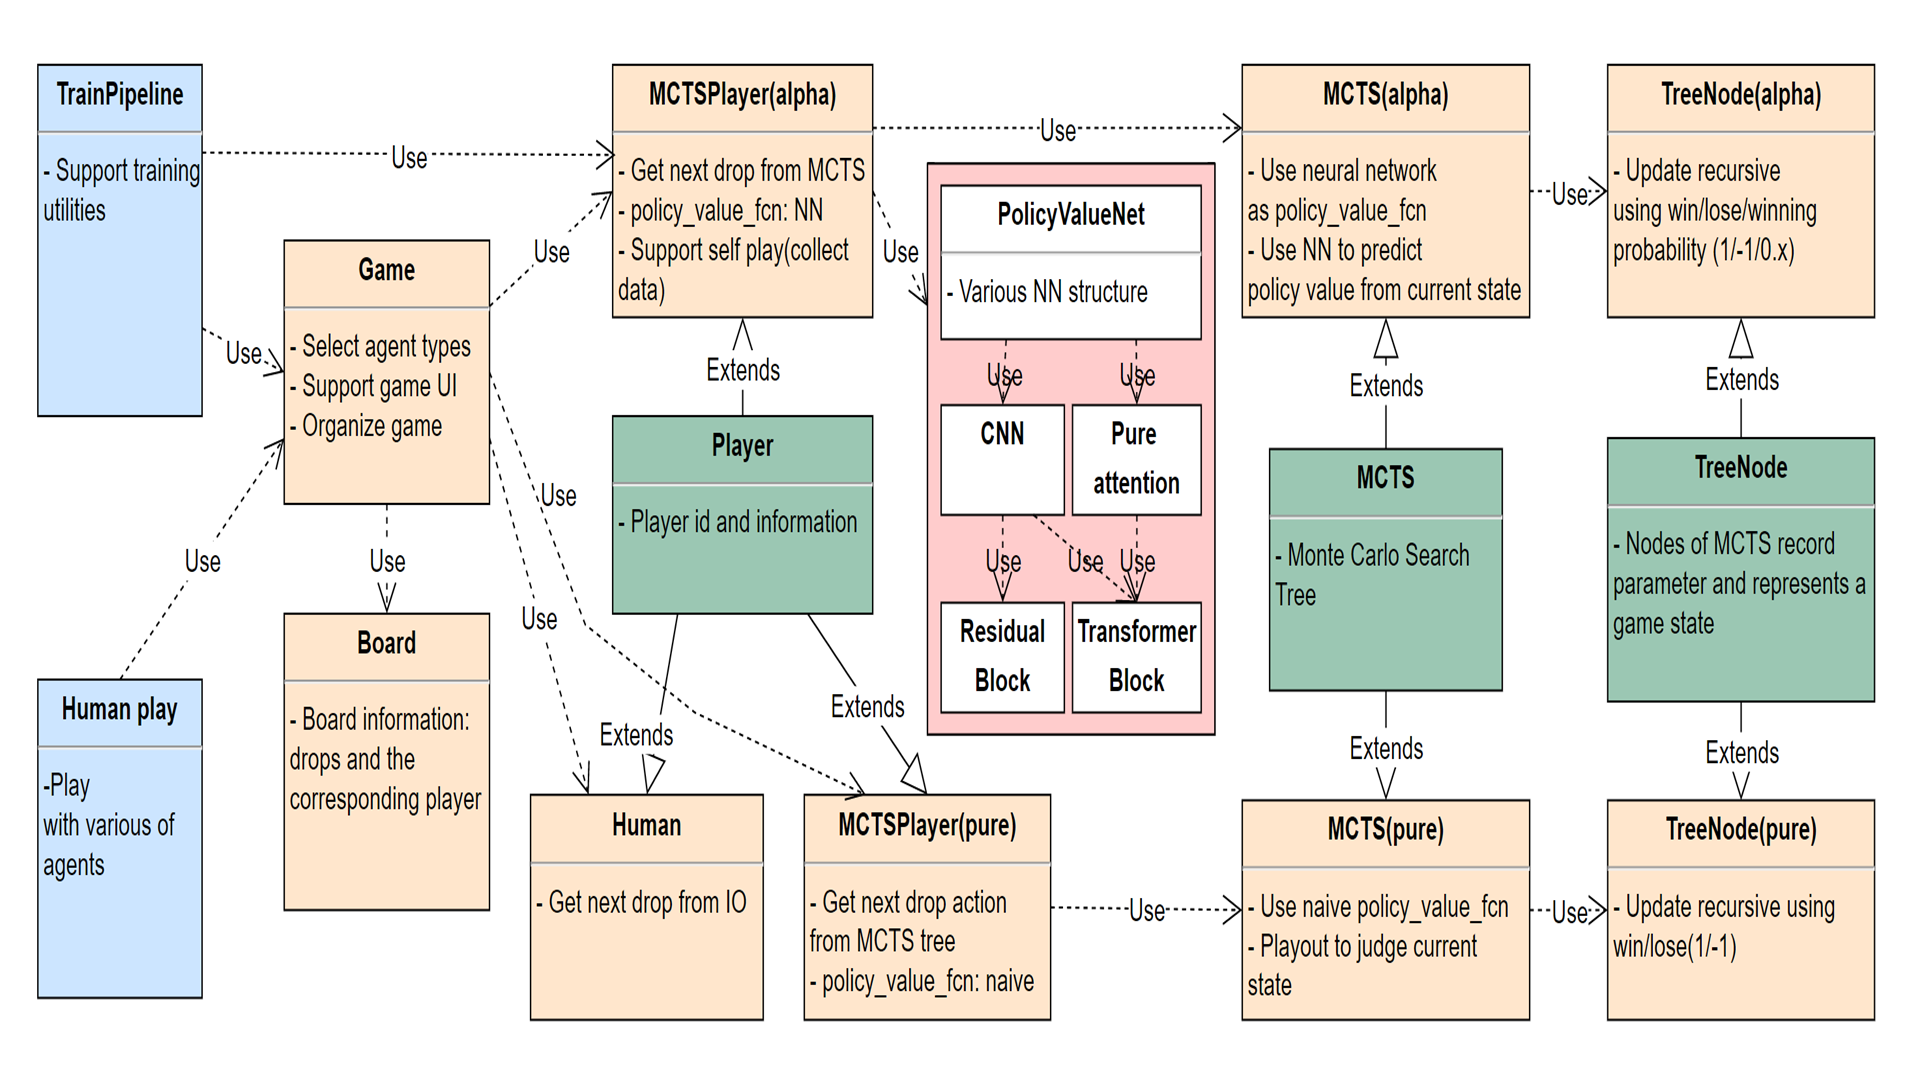 TrainPipeline
- Support training
utilities
Use
Use
Game
- Select agent types
- Support game UI
- Organize game
Use
Use
Use
Use
Use
Human play
-Play
with various of
agents
Board
- Board information:
drops and the
corresponding player
MCTSPlayer(alpha)
- Get next drop from MCTS
- policy_value_fcn: NN
- Support self play(collect
data)
Use
Use
Extends
Player
- Player id and information
Extends
Extends
Human
- Get next drop from IO
MCTSPlayer(pure)
- Get next drop action
from MCTS tree
- policy_value_fcn: naive
Use
PolicyValueNet
- Various NN structure
Use
Use
CNN
Pure
attention
Use
Use
Use
Residual
Block
Transformer
Block
MCTS(alpha)
- Use neural network
as policy_value_fcn
- Use NN to predict
policy value from current state
Use
Extends
MCTS
- Monte Carlo Search
Tree
Extends
MCTS(pure)
- Use naive policy_value_fcn
- Playout to judge current
state
Use
TreeNode(alpha)
- Update recursive
using win/lose/winning
probability (1/-1/0.x)
Extends
TreeNode
- Nodes of MCTS record
parameter and represents a
game state
Extends
TreeNode(pure)
- Update recursive using
win/lose(1/-1)